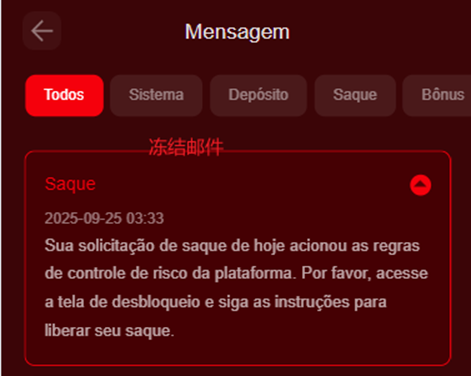 Mensagem
Todos Sistema Depósito Saque Bônus
冻结邮件
Saque
2025-09-25 03:33
Sua solicitação de saque de hoje acionou as regras
de controle de risco da plataforma. Por favor, acesse
a tela de desbloqueio e siga as instruções para
liberar seu saque.